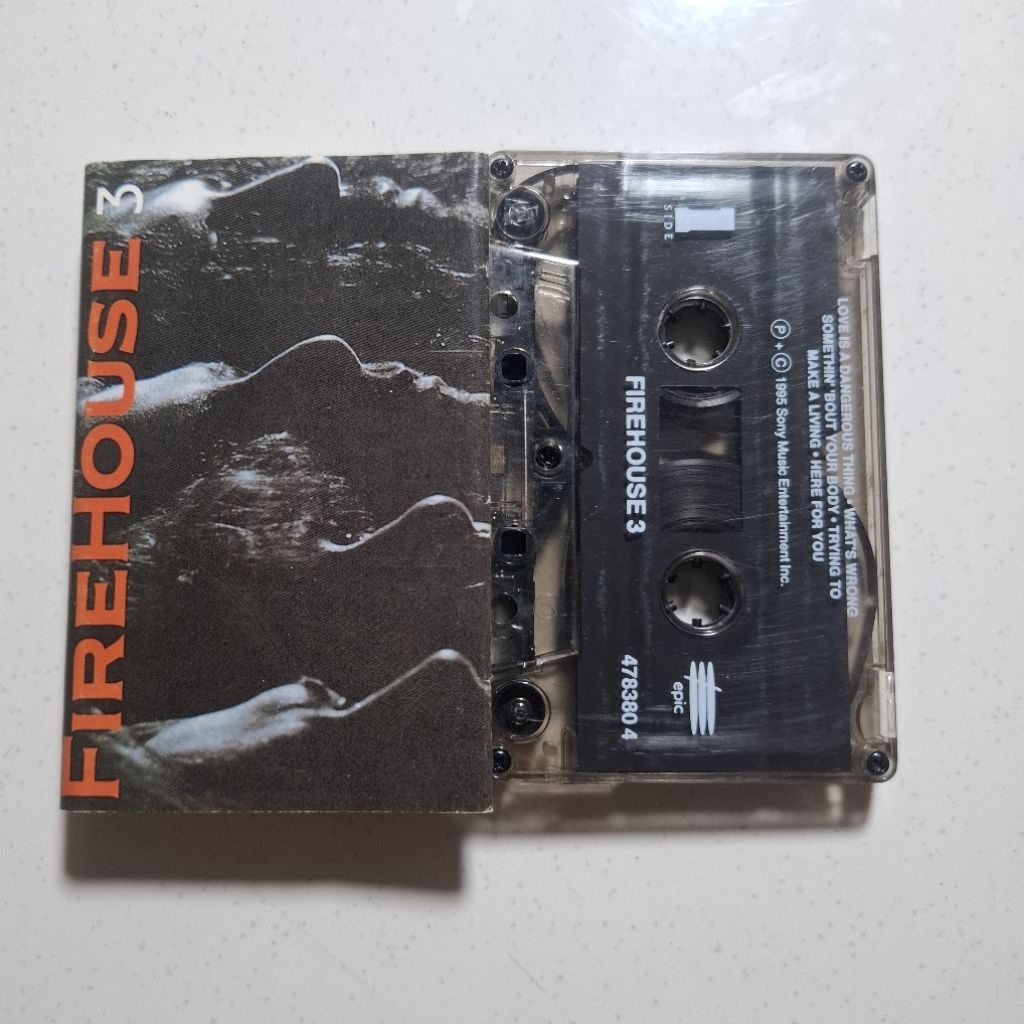 FIREHOUSE 3
SIDE 1
LOVE IS A DANGEROUS THING • WHAT'S WRONG
SOMETHIN' 'BOUT YOUR BODY • TRYING TO
MAKE A LIVING • HERE FOR YOU
Ⓟ + Ⓒ 1995 Sony Music Entertainment Inc.
FIREHOUSE 3
epic
478380 4